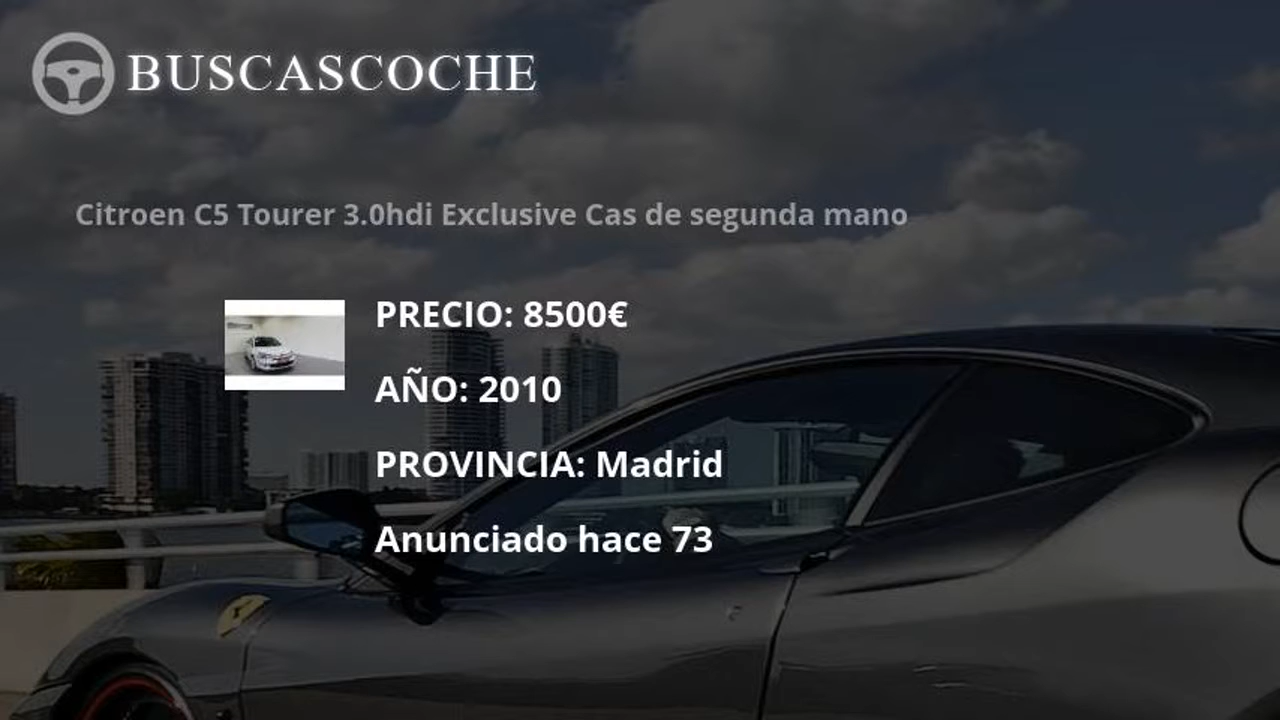 BUSCASCOCHE
Citroen C5 Tourer 3.0hdi Exclusive Cas de segunda mano
PRECIO: 8500€
AÑO: 2010
PROVINCIA: Madrid
Anunciado hace 73